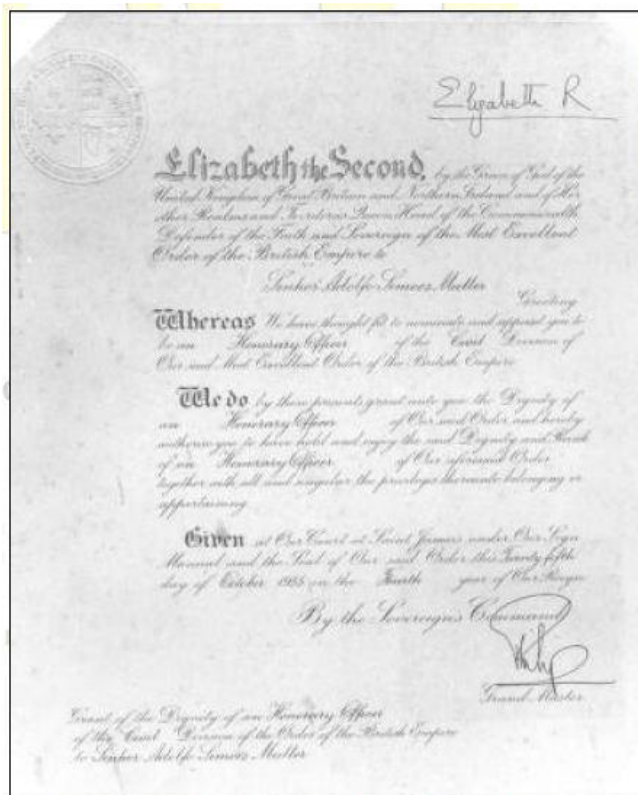 Elizabeth R
Elizabeth the Second, by the Grace of God of the
United Kingdom of Great Britain and Northern Ireland and of Her
other Realms and Territories Queen, Head of the Commonwealth,
Defender of the Faith and Sovereign of the Most Excellent
Order of the British Empire to
Senhor Adolfo Simoes Muller
Greeting
Whereas We have thought fit to nominate and appoint you to
be an Honorary Officer of the Civil Division of
Our said Most Excellent Order of the British Empire
We do by these presents grant unto you the Dignity of
an Honorary Officer of Our said Order and hereby
authorise you to have hold and enjoy the said Dignity and Rank
of an Honorary Officer of Our aforesaid Order
together with all and singular the privileges thereunto belonging or
appertaining
Given at Our Court at Saint James's under Our Sign
Manual and the Seal of Our said Order this Twenty fifth
day of October 1955 in the Fourth year of Our Reign
By the Sovereign's Command
Philip
Grand Master
Grant of the Dignity of an Honorary Officer
of the Civil Division of the Order of the British Empire
to Senhor Adolfo Simoes Muller